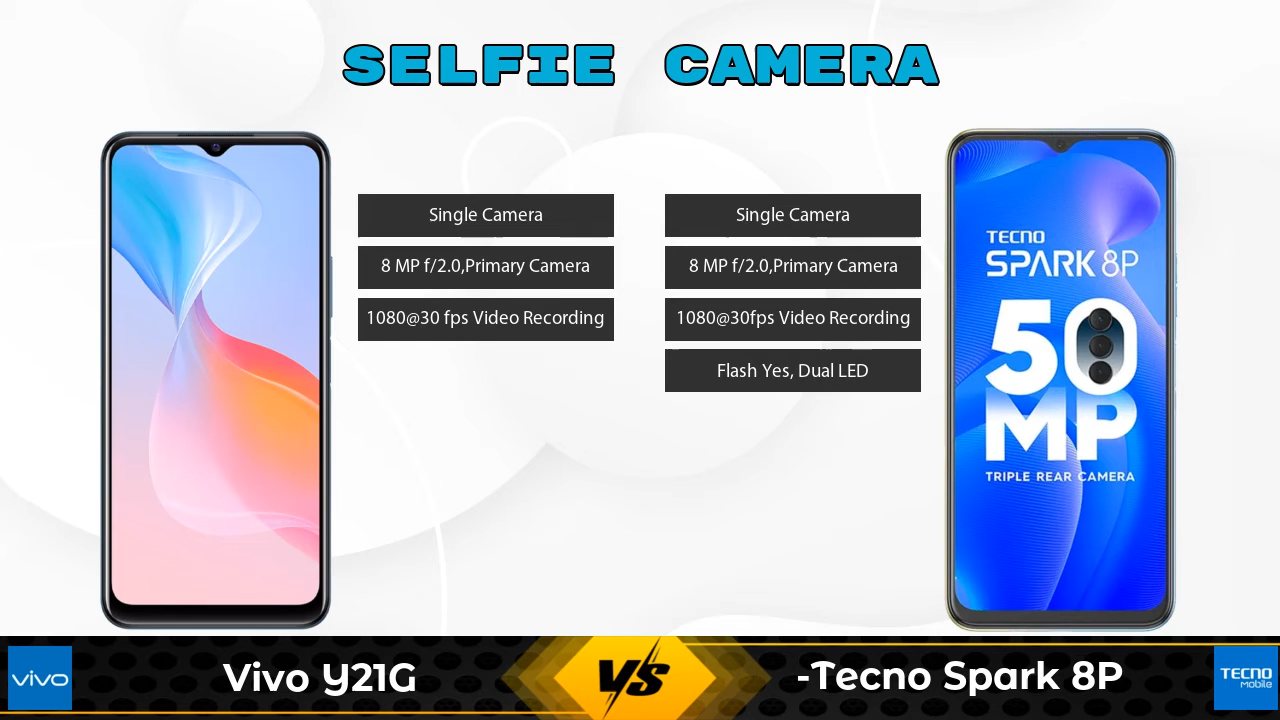 SELFIE CAMERA
Single Camera
8 MP f/2.0,Primary Camera
1080@30 fps Video Recording
Single Camera
8 MP f/2.0,Primary Camera
1080@30fps Video Recording
Flash Yes, Dual LED
TECNO
SPARK 8P
50
MP
TRIPLE REAR CAMERA
vivo
Vivo Y21G
VS
-Tecno Spark 8P
TECNO
mobile